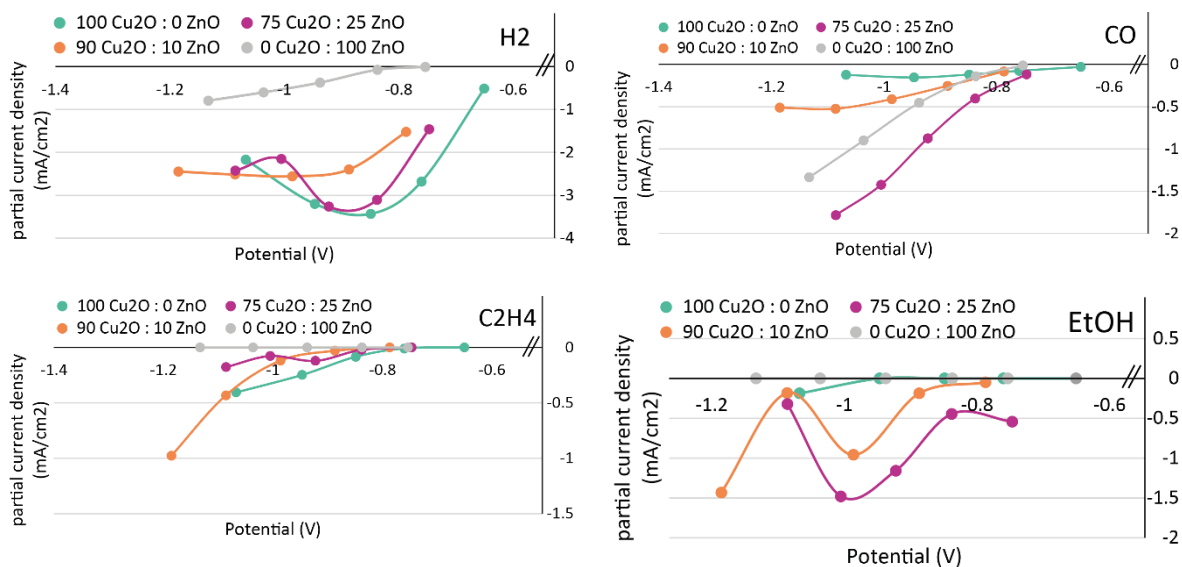 100 Cu2O : 0 ZnO
75 Cu2O : 25 ZnO
90 Cu2O : 10 ZnO
0 Cu2O : 100 ZnO
H2
-1.4
-1.2
-1
-0.8
-0.6
0
-1
-2
-3
-4
partial current density
(mA/cm2)
Potential (V)
100 Cu2O : 0 ZnO
75 Cu2O : 25 ZnO
90 Cu2O : 10 ZnO
0 Cu2O : 100 ZnO
CO
-1.4
-1.2
-1
-0.8
-0.6
0
-0.5
-1
-1.5
-2
partial current density
(mA/cm2)
Potential (V)
100 Cu2O : 0 ZnO
75 Cu2O : 25 ZnO
90 Cu2O : 10 ZnO
0 Cu2O : 100 ZnO
C2H4
-1.4
-1.2
-1
-0.8
-0.6
0
-0.5
-1
-1.5
partial current density
(mA/cm2)
Potential (V)
100 Cu2O : 0 ZnO
75 Cu2O : 25 ZnO
90 Cu2O : 10 ZnO
0 Cu2O : 100 ZnO
EtOH
0.5
0
-0.5
-1
-1.5
-2
-1.2
-1
-0.8
-0.6
partial current density
(mA/cm2)
Potential (V)